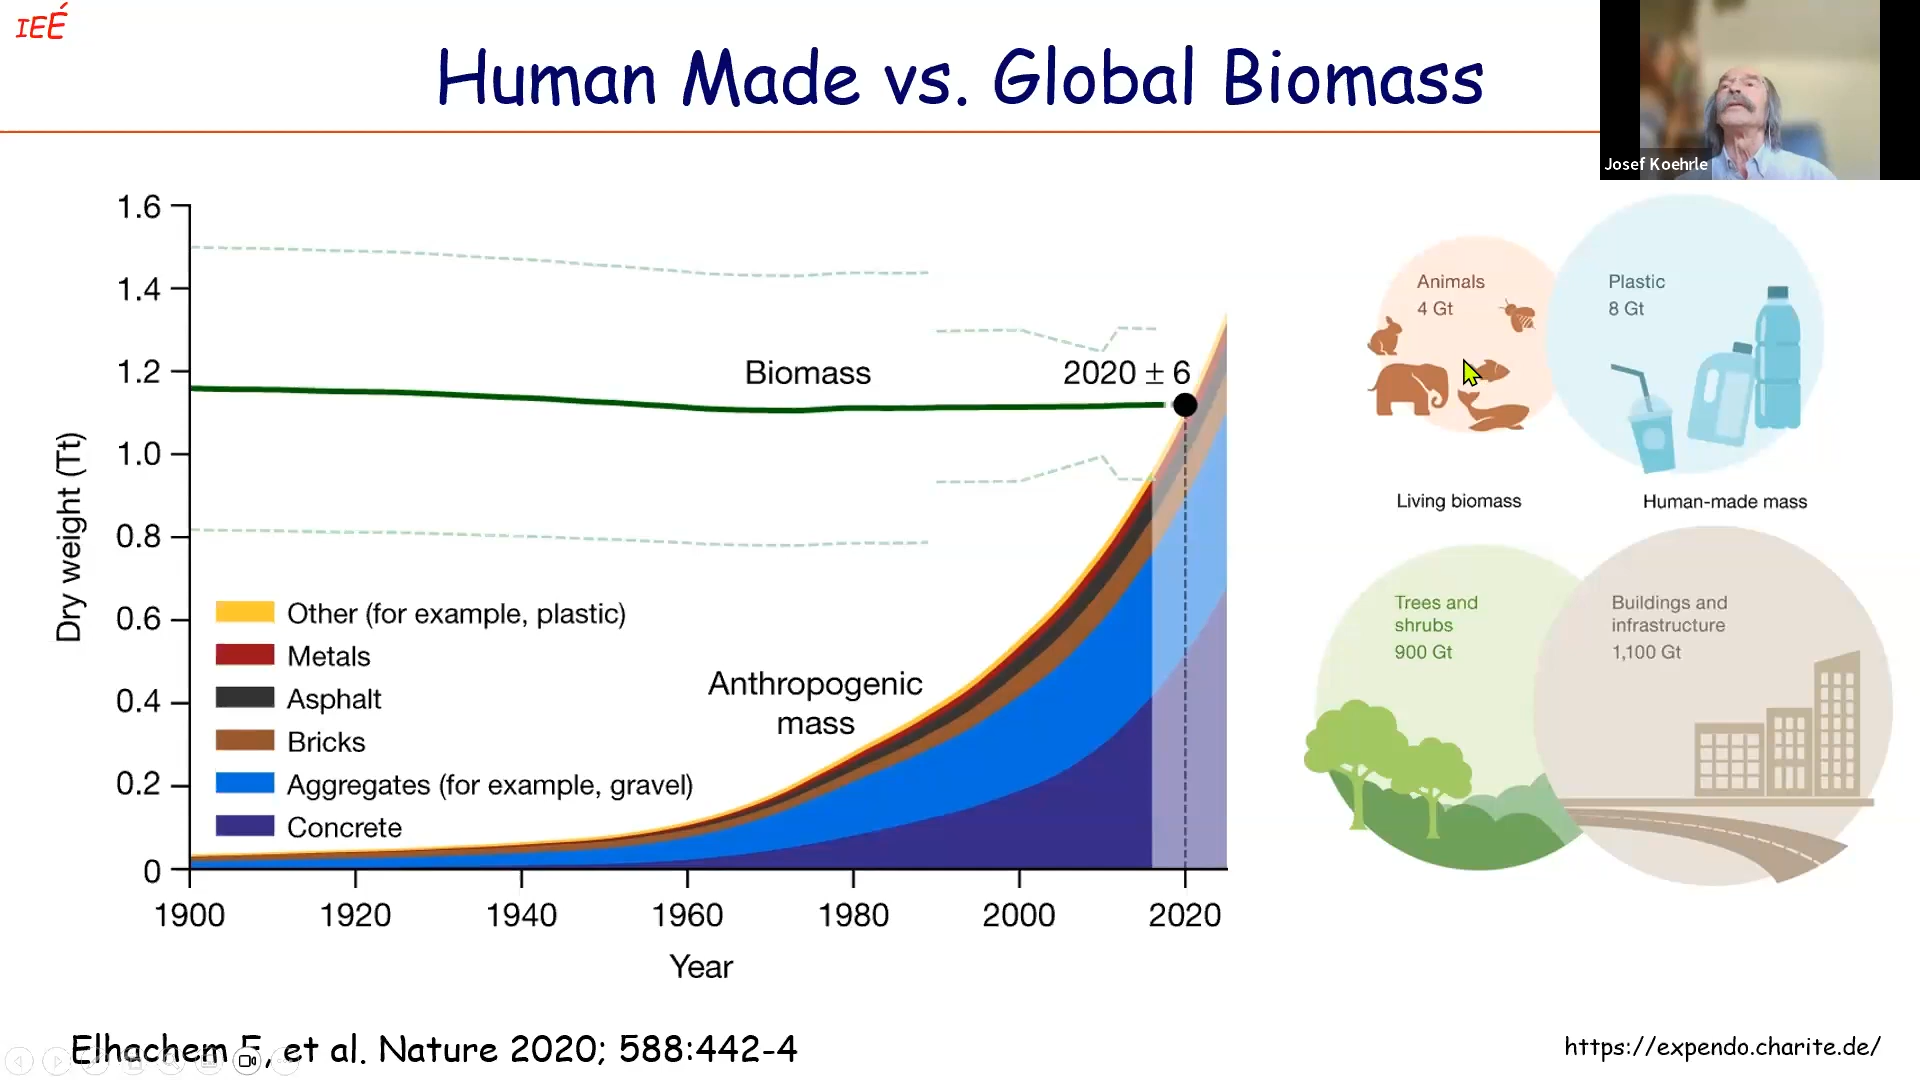 IEÉ
Human Made vs. Global Biomass
Josef Koehrle
1.6
1.4
1.2
1.0
0.8
0.6
0.4
0.2
0
Dry weight (Tt)
Biomass
2020 ± 6
Anthropogenic
mass
Other (for example, plastic)
Metals
Asphalt
Bricks
Aggregates (for example, gravel)
Concrete
1900 1920 1940 1960 1980 2000 2020
Year
Animals
4 Gt
Plastic
8 Gt
Living biomass
Human-made mass
Trees and
shrubs
900 Gt
Buildings and
infrastructure
1,100 Gt
Elhachem E, et al. Nature 2020; 588:442-4
https://expendo.charite.de/